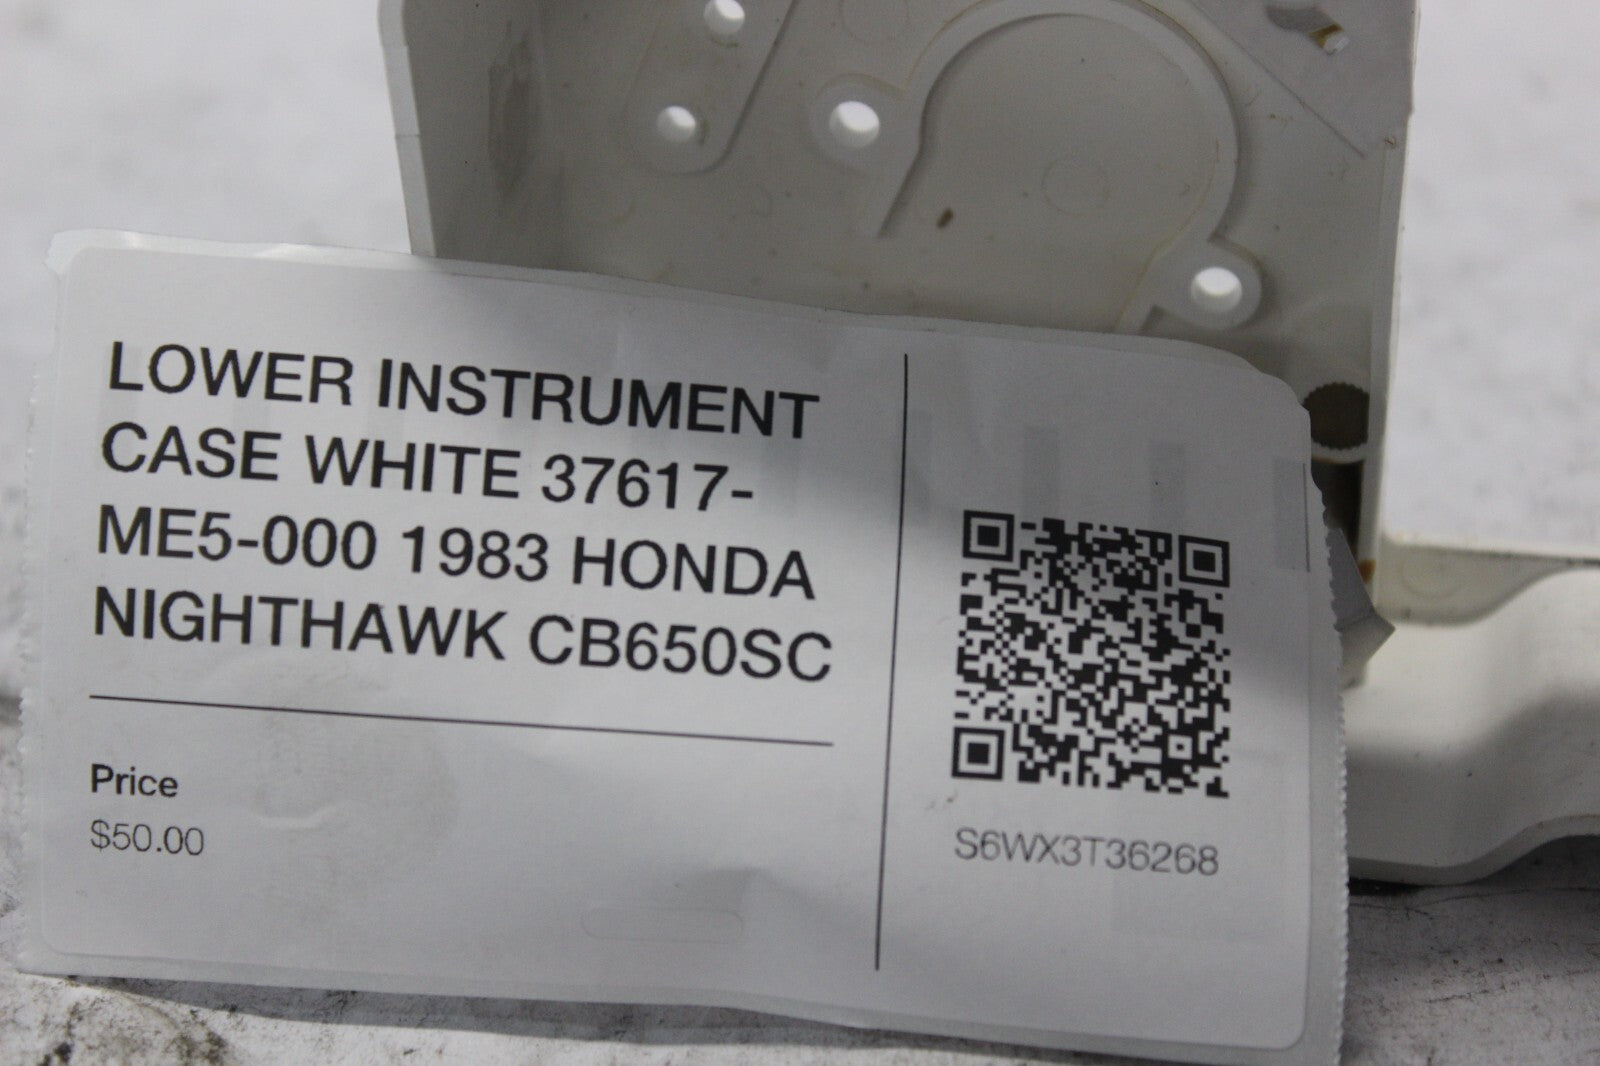 LOWER INSTRUMENT
CASE WHITE 37617-
ME5-000 1983 HONDA
NIGHTHAWK CB650SC
Price
$50.00
S6WX3T36268